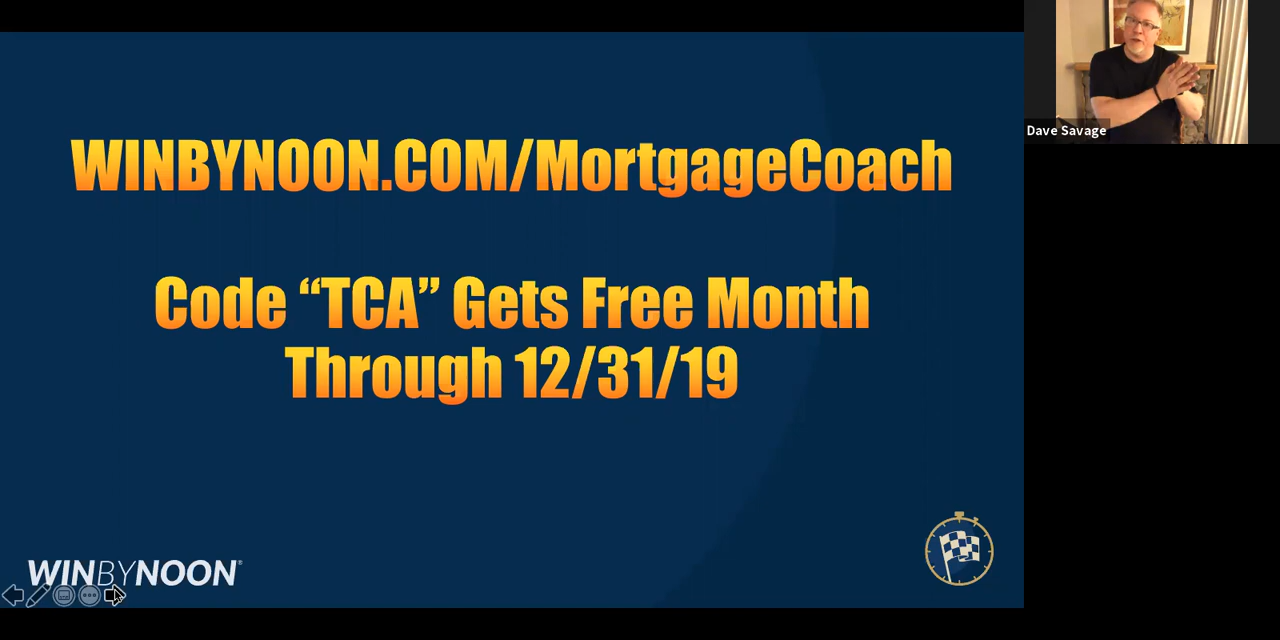 WINBYNOON.COM/MortgageCoach
Code “TCA” Gets Free Month
Through 12/31/19
WINBYNOON®
Dave Savage